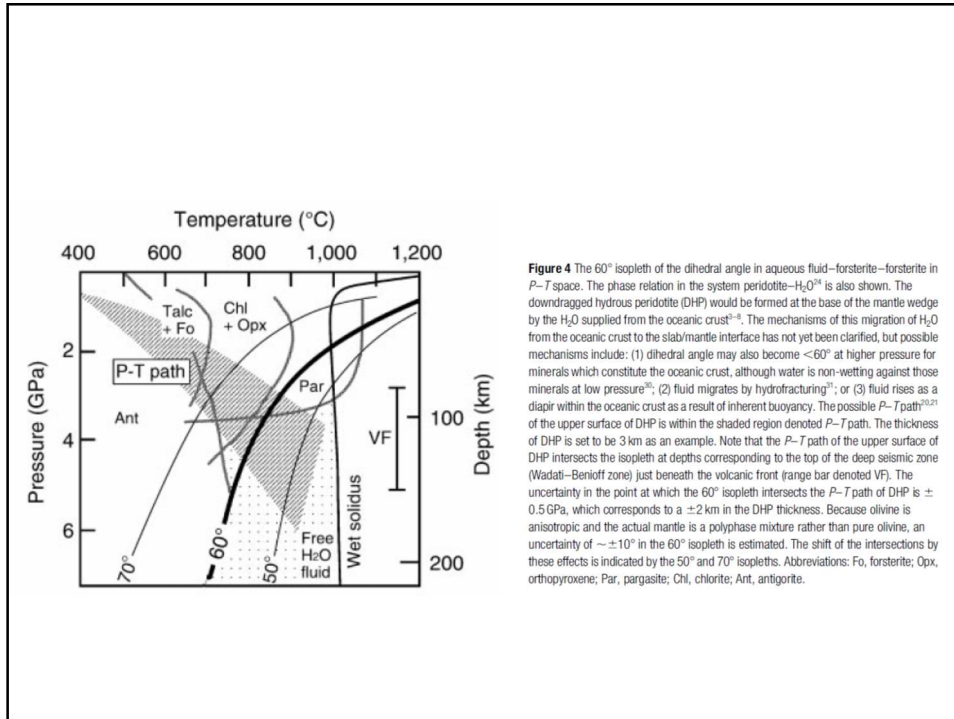 Temperature (°C)
400 600 800 1,000 1,200
Talc
+ Fo
Chl
+ Opx
P-T path
Par
Ant
VF
2
4
6
Pressure (GPa)
100
200
Depth (km)
70°
60°
50°
Free
H₂O
fluid
Wet solidus
Figure 4 The 60° isopleth of the dihedral angle in aqueous fluid–forsterite–forsterite in
P–T space. The phase relation in the system peridotite–H₂O²⁴ is also shown. The
downdragged hydrous peridotite (DHP) would be formed at the base of the mantle wedge
by the H₂O supplied from the oceanic crust³⁻⁸. The mechanisms of this migration of H₂O
from the oceanic crust to the slab/mantle interface has not yet been clarified, but possible
mechanisms include: (1) dihedral angle may also become <60° at higher pressure for
minerals which constitute the oceanic crust, although water is non-wetting against those
minerals at low pressure³⁰; (2) fluid migrates by hydrofracturing³¹; or (3) fluid rises as a
diapir within the oceanic crust as a result of inherent buoyancy. The possible P–T path²⁰,²¹
of the upper surface of DHP is within the shaded region denoted P–T path. The thickness
of DHP is set to be 3 km as an example. Note that the P–T path of the upper surface of
DHP intersects the isopleth at depths corresponding to the top of the deep seismic zone
(Wadati–Benioff zone) just beneath the volcanic front (range bar denoted VF). The
uncertainty in the point at which the 60° isopleth intersects the P–T path of DHP is ±
0.5 GPa, which corresponds to a ±2 km in the DHP thickness. Because olivine is
anisotropic and the actual mantle is a polyphase mixture rather than pure olivine, an
uncertainty of ~±10° in the 60° isopleth is estimated. The shift of the intersections by
these effects is indicated by the 50° and 70° isopleths. Abbreviations: Fo, forsterite; Opx,
orthopyroxene; Par, pargasite; Chl, chlorite; Ant, antigorite.